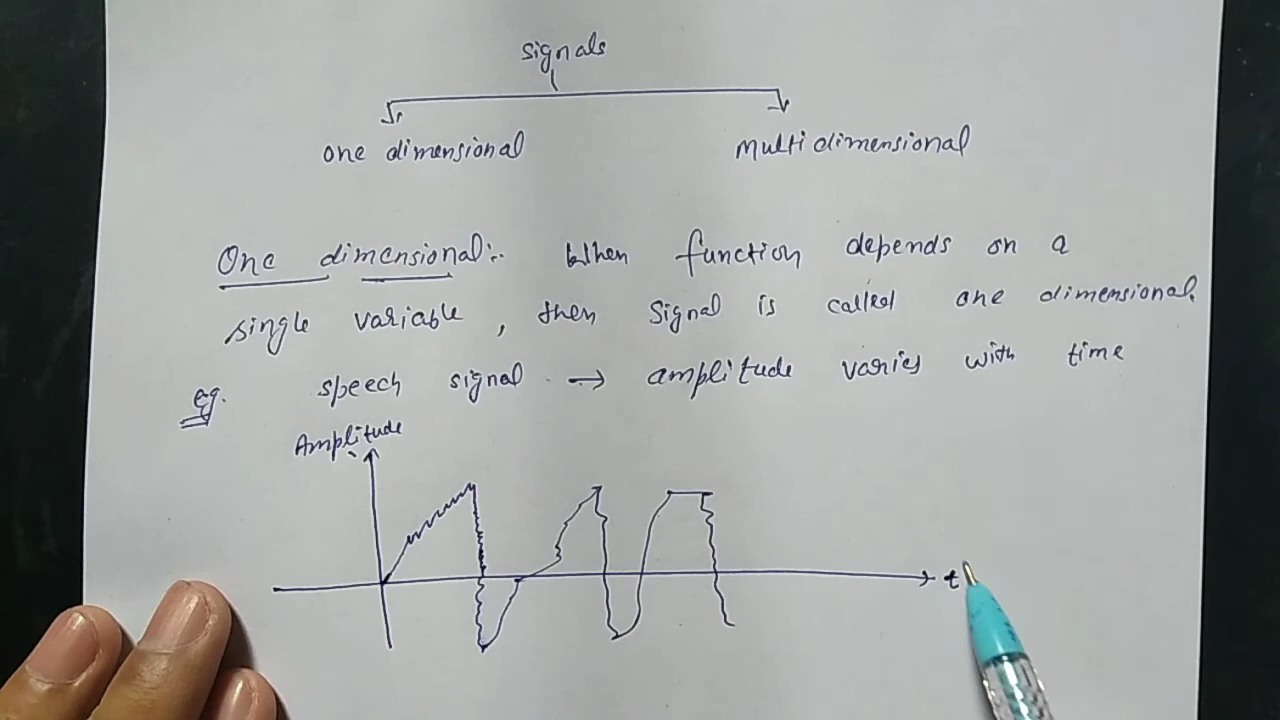 Signals
one dimensional
Multi dimensional
One dimensional:- When function depends on a
single variable, then signal is called one dimensional.
eg. speech signal → amplitude varies with time
Amplitude
t